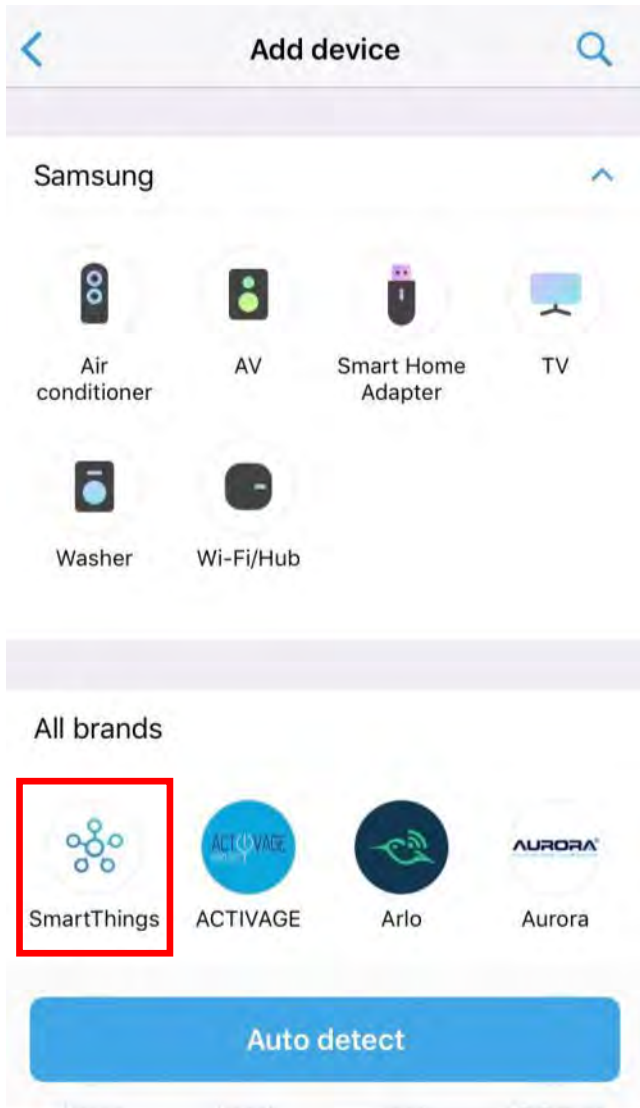 Add device
Samsung
Air
conditioner
AV
Smart Home
Adapter
TV
Washer
Wi-Fi/Hub
All brands
ACTIVAGE
AURORA
SmartThings
ACTIVAGE
Arlo
Aurora
Auto detect